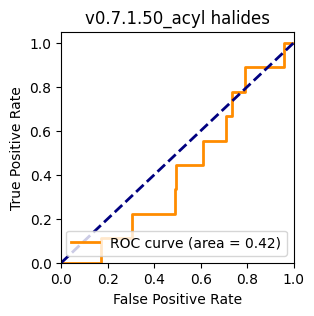 v0.7.1.50_acyl halides
True Positive Rate
1.0
0.8
0.6
0.4
0.2
0.0
ROC curve (area = 0.42)
0.0 0.2 0.4 0.6 0.8 1.0
False Positive Rate